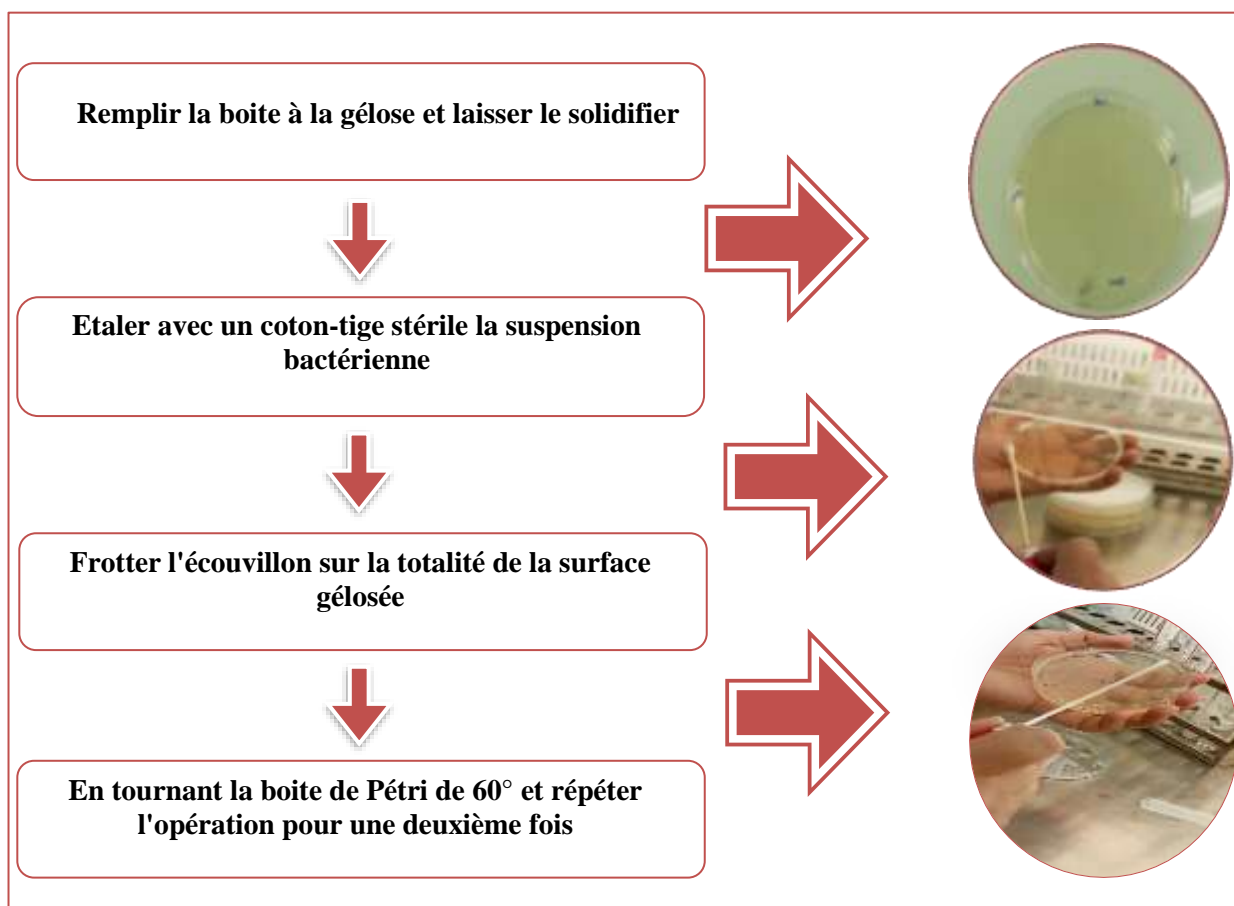 Remplir la boite à la gélose et laisser le solidifier
Etaler avec un coton-tige stérile la suspension
bactérienne
Frotter l'écouvillon sur la totalité de la surface
gélosée
En tournant la boite de Pétri de 60° et répéter
l'opération pour une deuxième fois